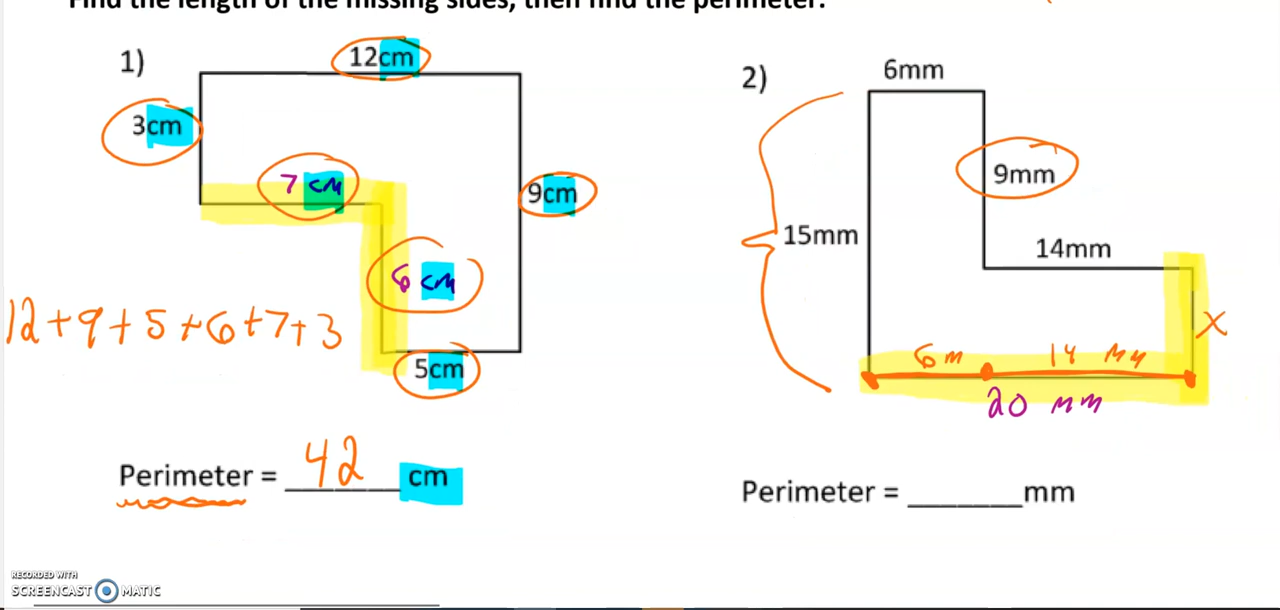 Find the length of the missing sides, then find the perimeter.
1)
12cm
3cm
7 cm
9cm
6 cm
12+9+5+6+7+3
5cm
Perimeter = 42 cm
2)
6mm
9mm
15mm
14mm
x
6m 14 mm
20 mm
Perimeter = ______mm
RECORDED WITH
SCREENCAST MATIC